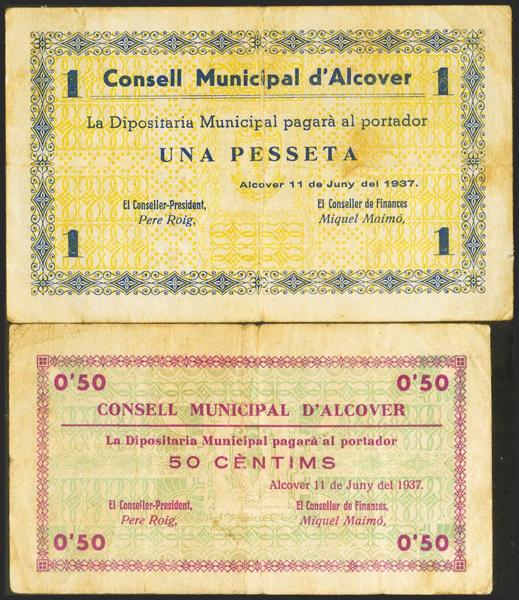 1 Consell Municipal d'Alcover 1
La Dipositaria Municipal pagarà al portador
UNA PESSETA
Alcover 11 de Juny del 1937.
El Conseller-President, El Conseller de Finances
Pere Roig, Miquel Maimó,
1 1
0'50 0'50
CONSELL MUNICIPAL D'ALCOVER
La Dipositaria Municipal pagarà al portador
50 CÈNTIMS
Alcover 11 de Juny del 1937.
El Conseller-President, El Conseller de Finances,
Pere Roig, Miquel Maimó,
0'50 0'50